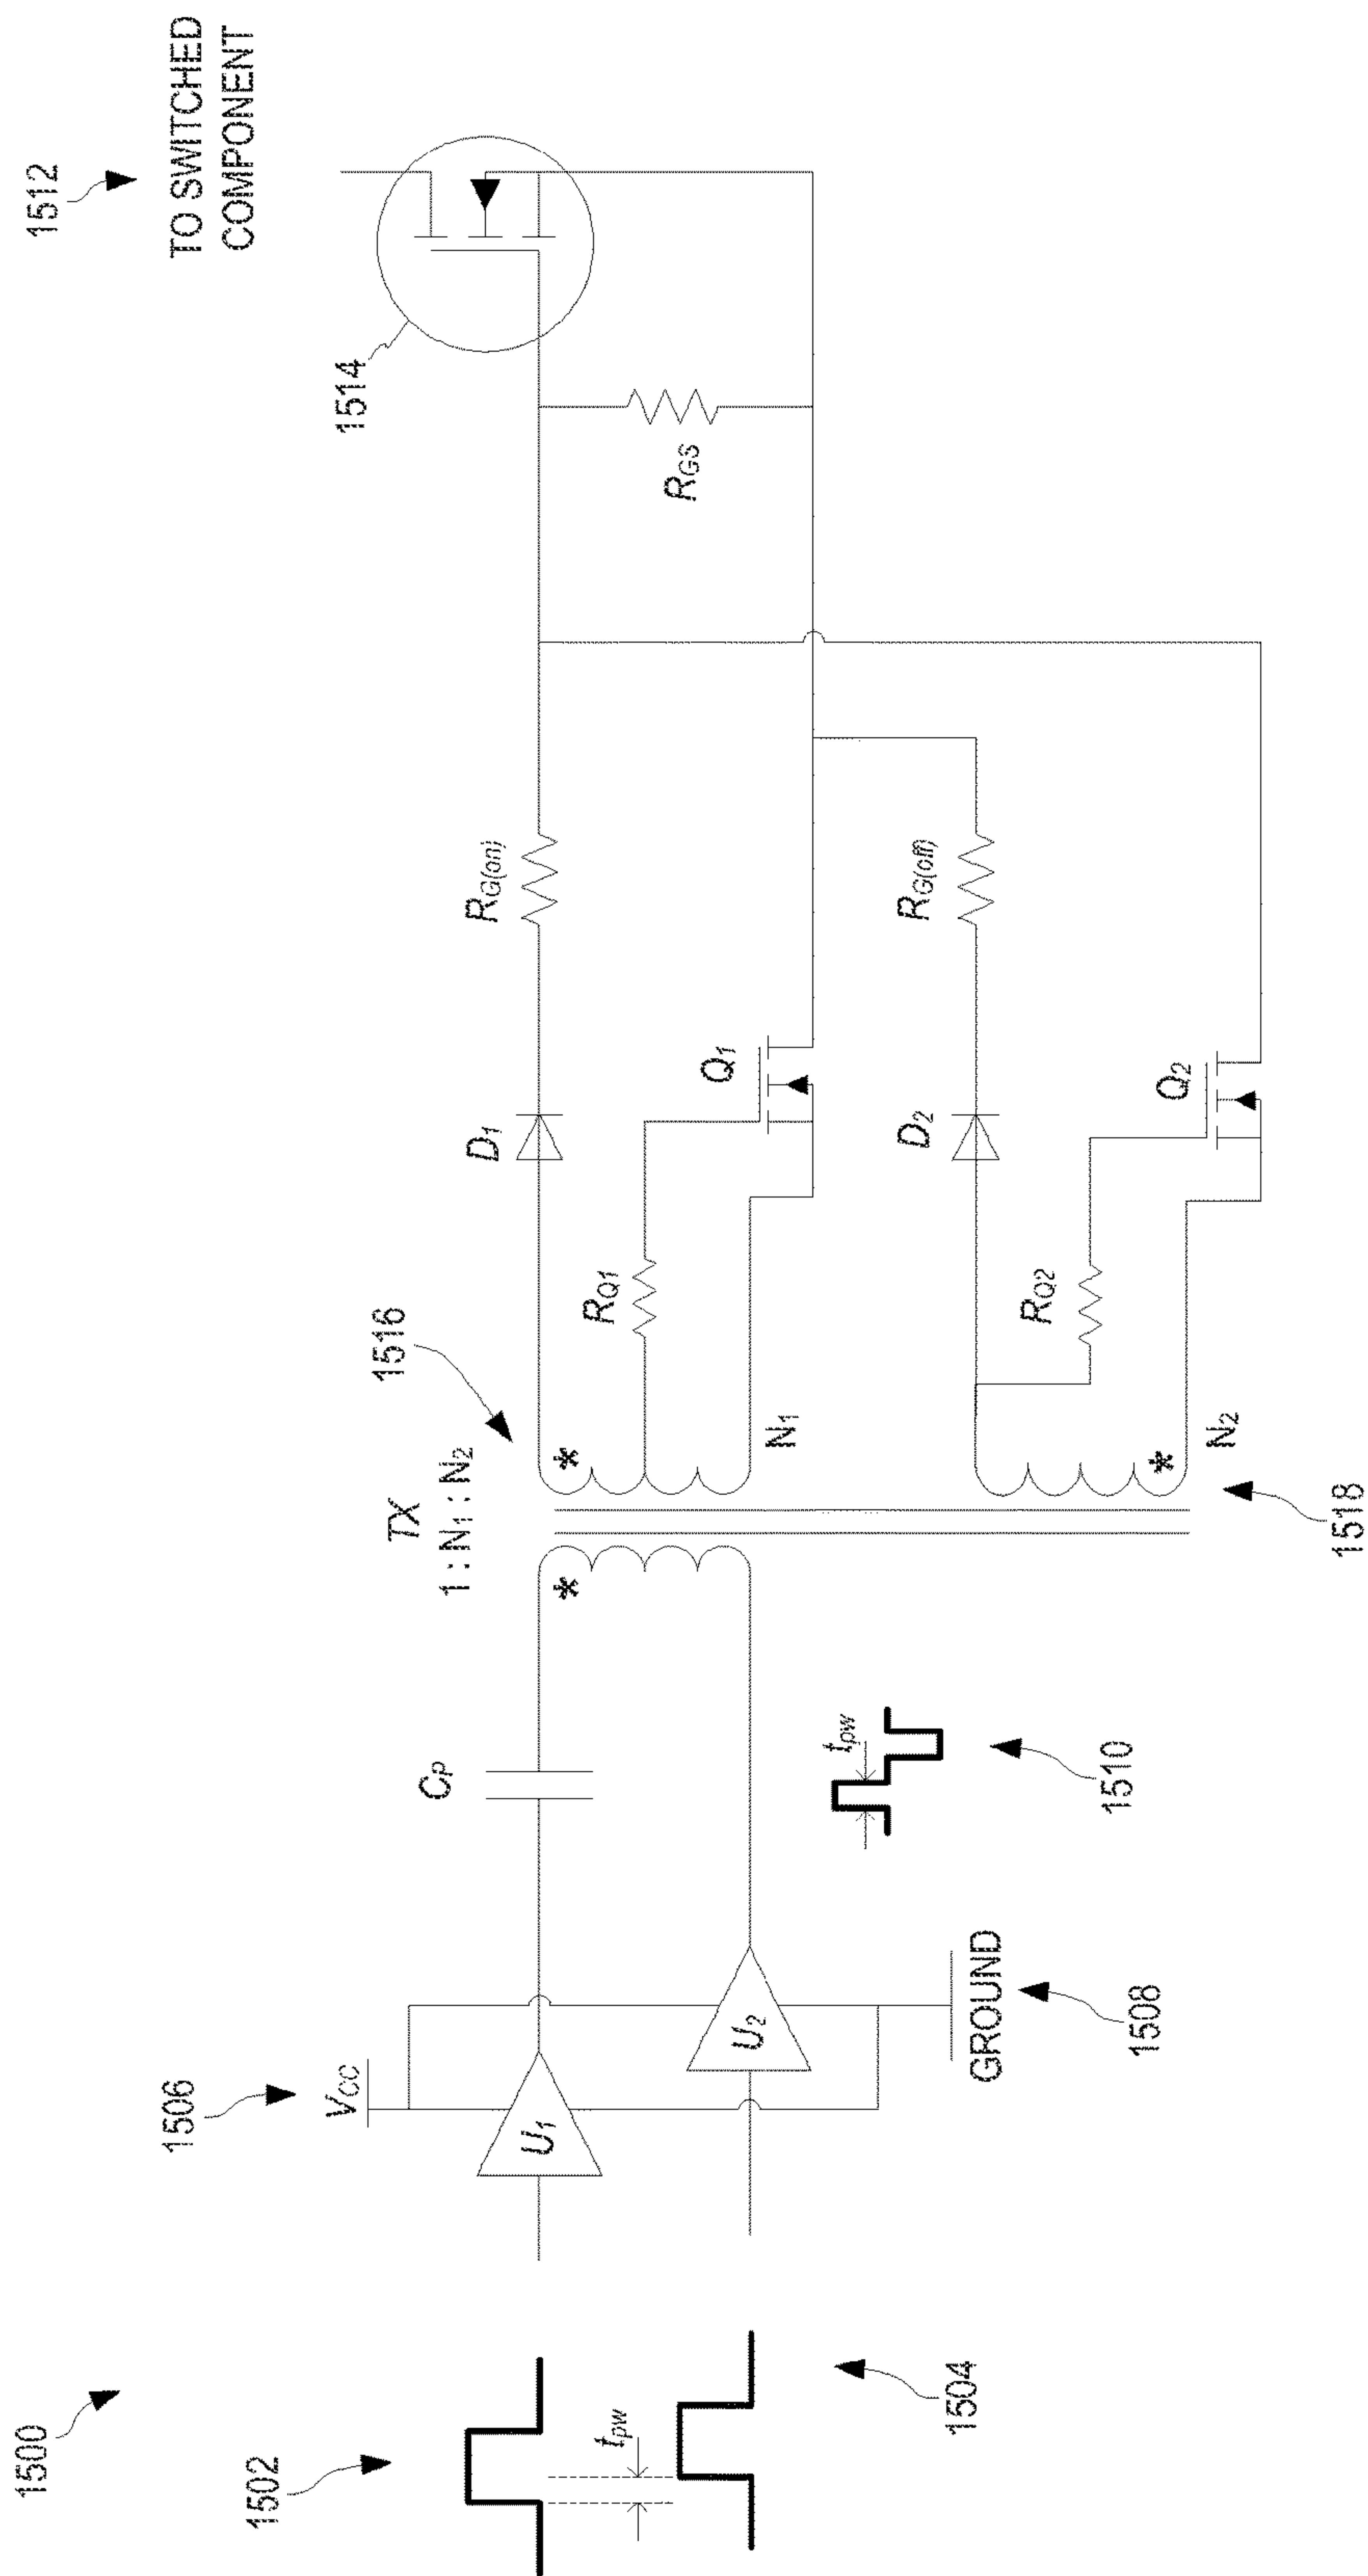 1500
1502
t_pw
1504
1506
V_CC
U_1
U_2
GROUND
1508
C_P
t_pw
1510
TX
1 : N_1 : N_2
1516
*
*
N_1
*
N_2
1518
R_Q1
D_1
Q_1
R_G(on)
R_Q2
D_2
Q_2
R_G(off)
R_GS
1514
1512
TO SWITCHED
COMPONENT